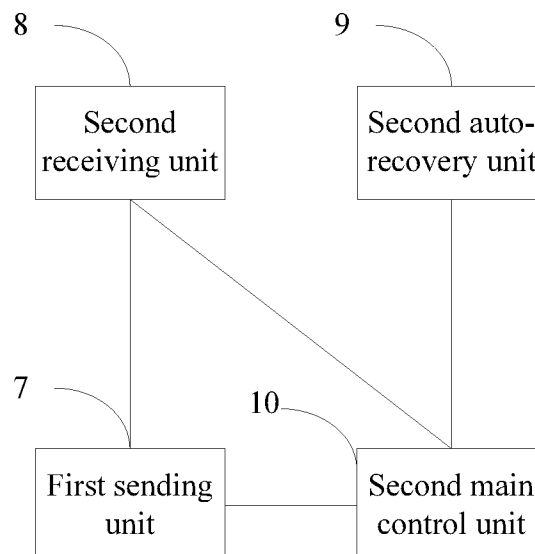 8
9
Second
receiving unit
Second auto-
recovery unit
7
10
First sending
unit
Second main
control unit